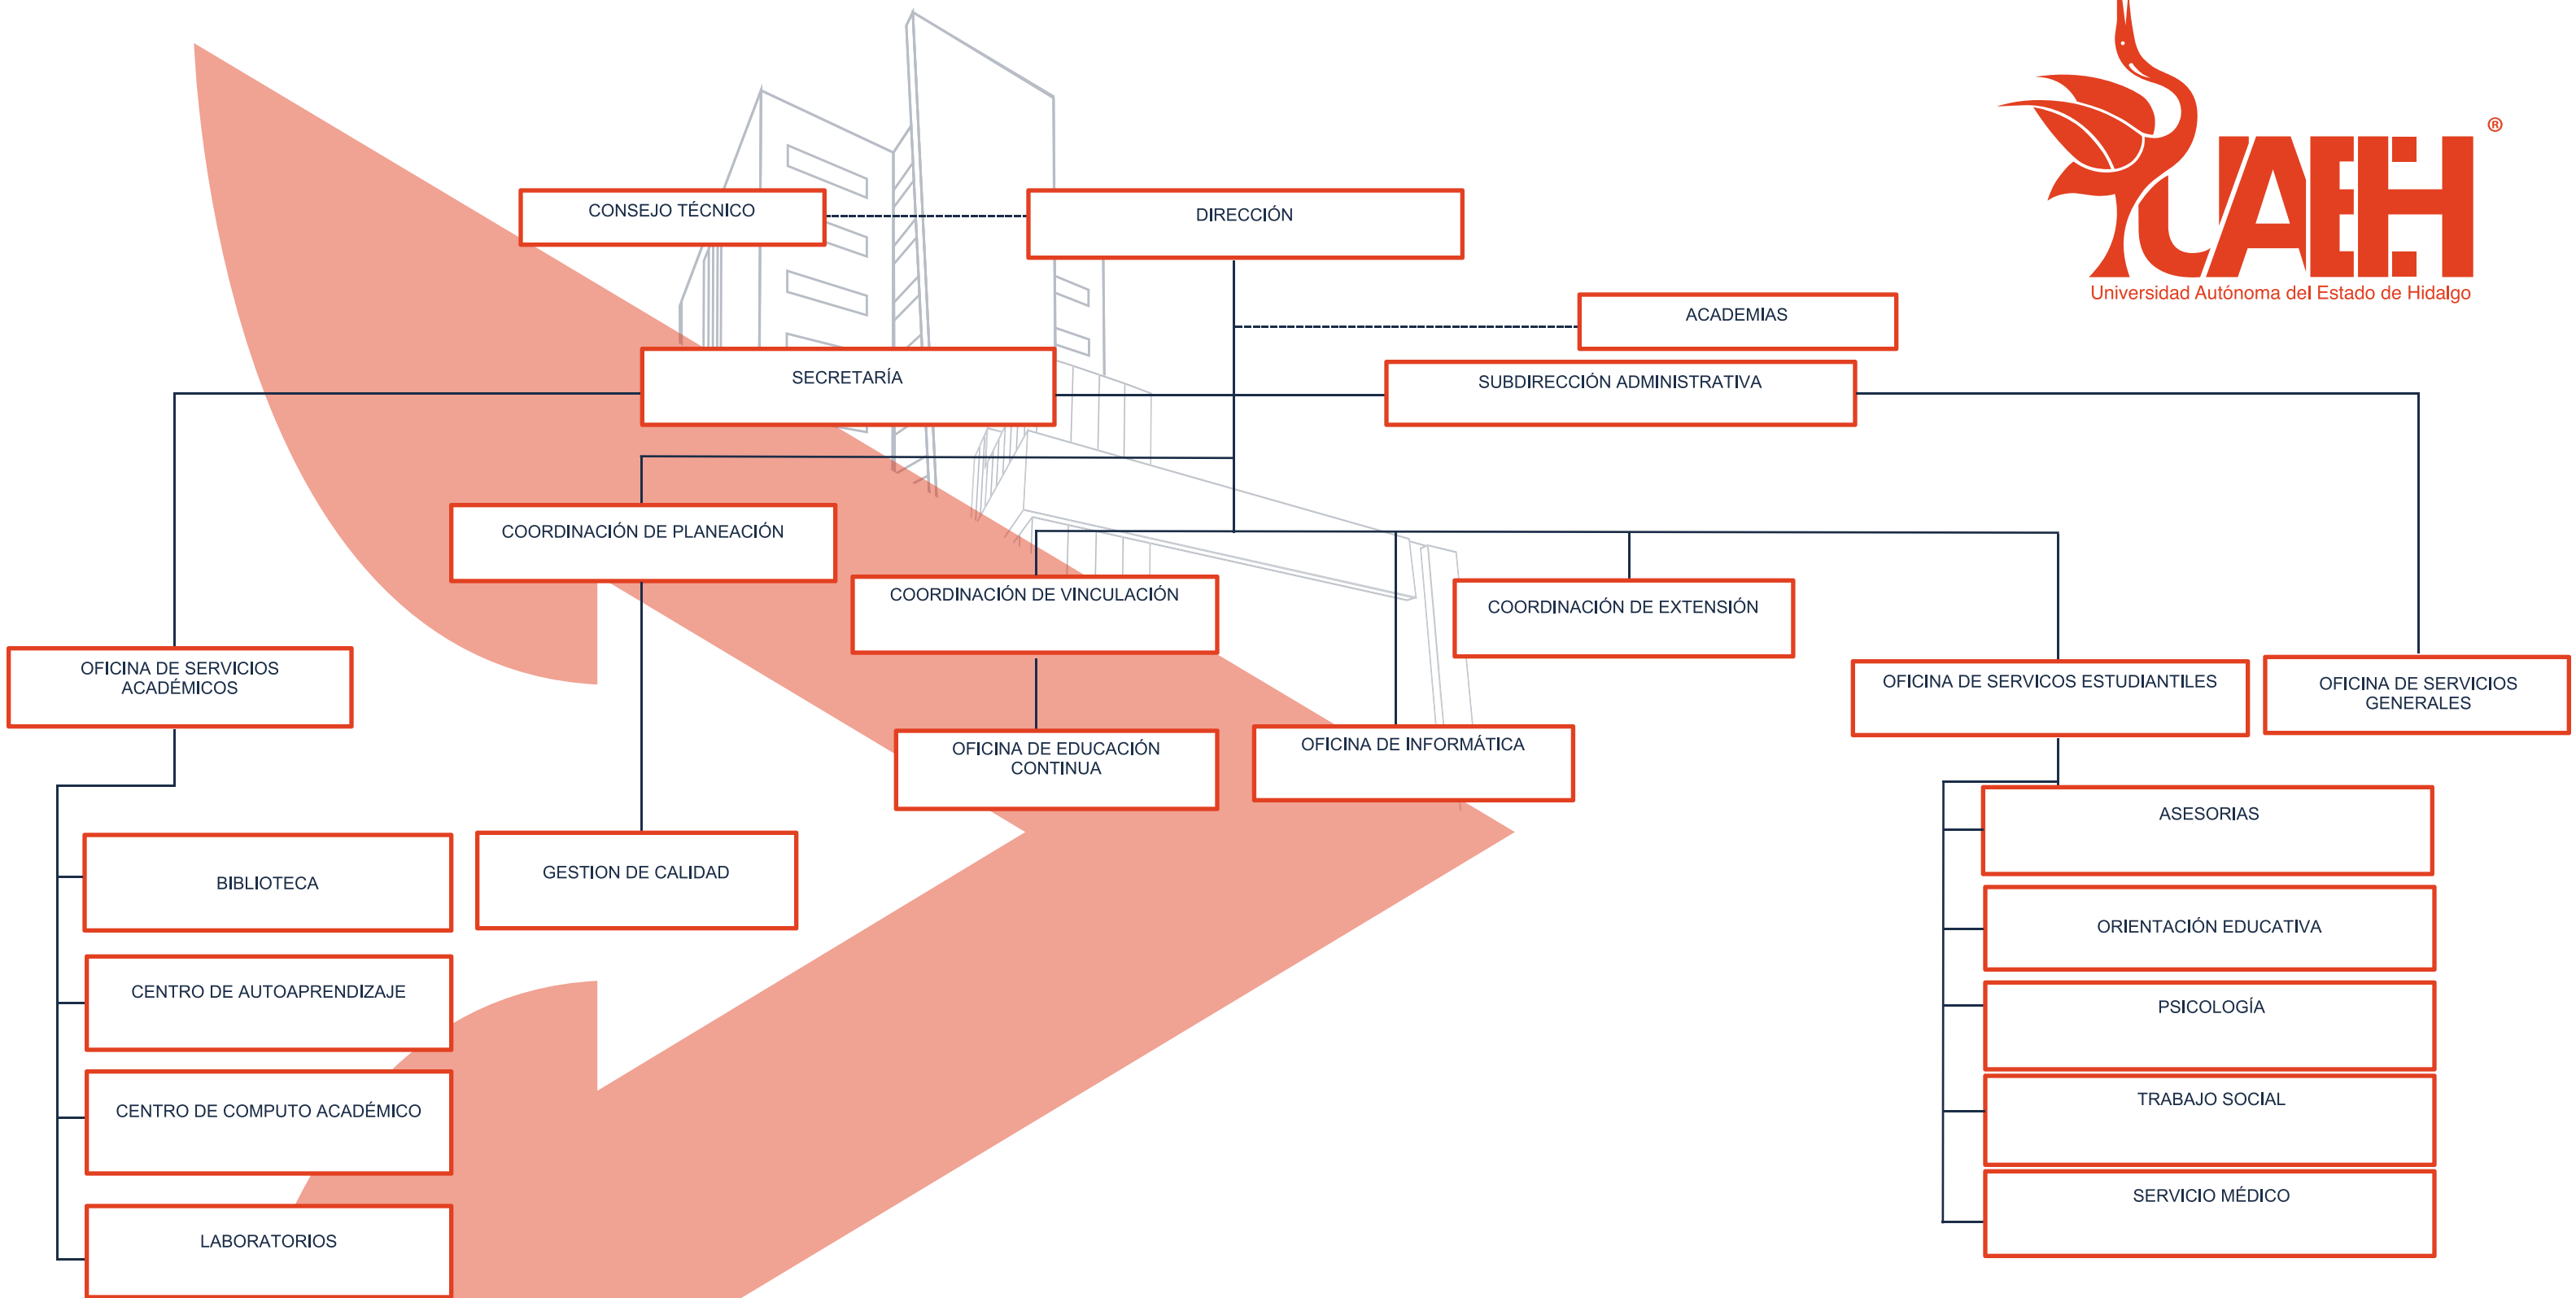 UAEH®
Universidad Autónoma del Estado de Hidalgo
CONSEJO TÉCNICO
DIRECCIÓN
ACADEMIAS
SECRETARÍA
SUBDIRECCIÓN ADMINISTRATIVA
COORDINACIÓN DE PLANEACIÓN
COORDINACIÓN DE VINCULACIÓN
COORDINACIÓN DE EXTENSIÓN
OFICINA DE SERVICIOS
ACADÉMICOS
OFICINA DE SERVICOS ESTUDIANTILES
OFICINA DE SERVICIOS
GENERALES
OFICINA DE EDUCACIÓN
CONTINUA
OFICINA DE INFORMÁTICA
BIBLIOTECA
GESTION DE CALIDAD
ASESORIAS
ORIENTACIÓN EDUCATIVA
CENTRO DE AUTOAPRENDIZAJE
PSICOLOGÍA
CENTRO DE COMPUTO ACADÉMICO
TRABAJO SOCIAL
SERVICIO MÉDICO
LABORATORIOS